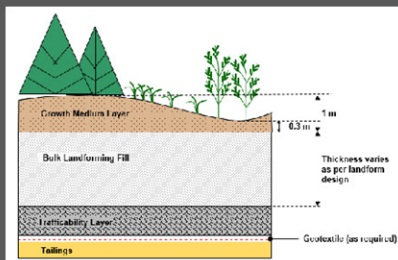 Growth Medium Layer
1 m
0.3 m
Bulk Landforming Fill
Thickness varies
as per landform
design
Trafficability Layer
Geotextile (as required)
Tailings